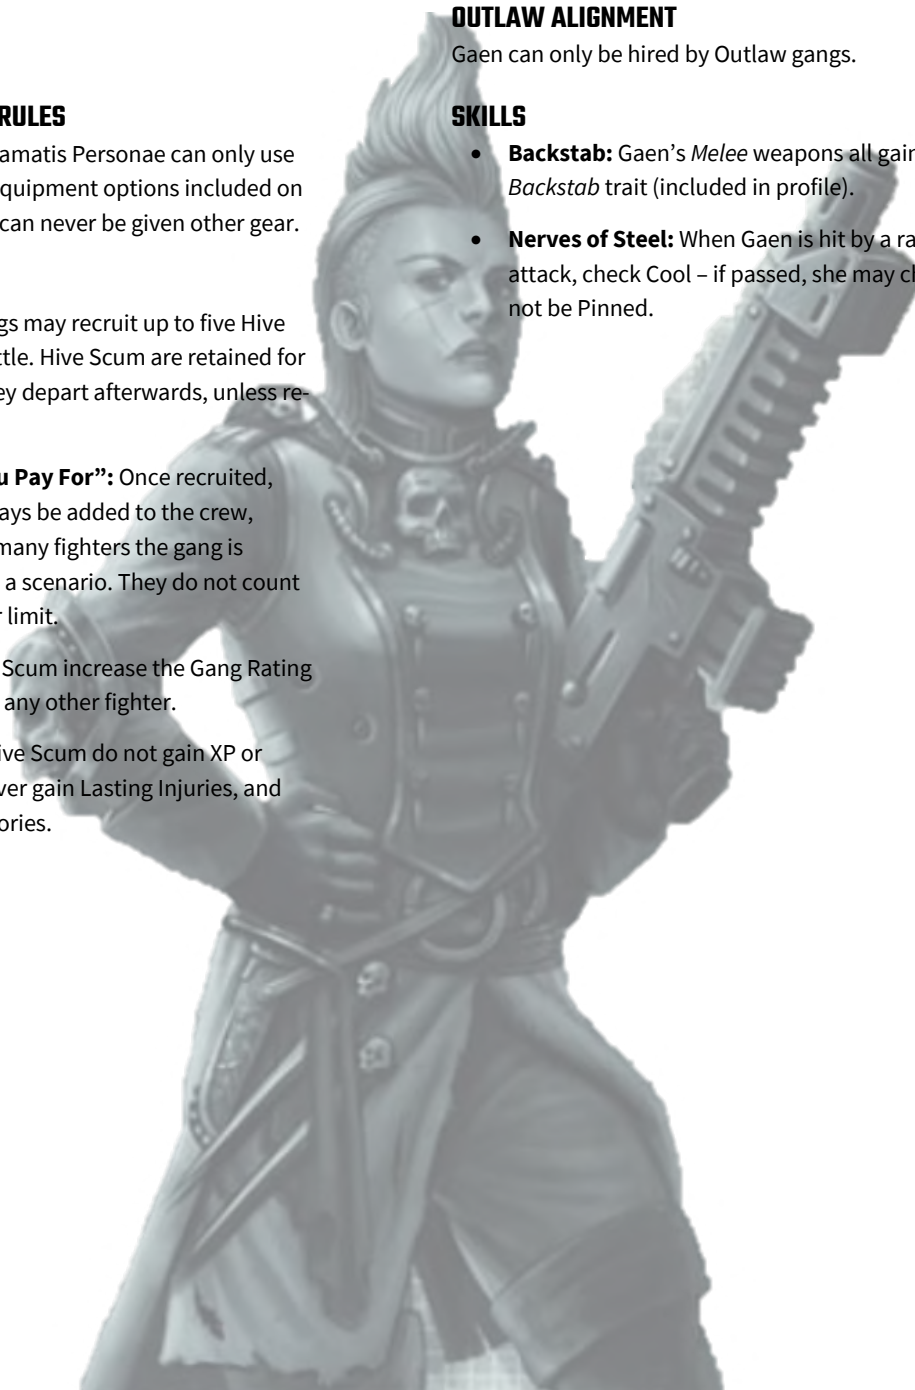 RULES
amatis Personae can only use
quipment options included on
can never be given other gear.
gs may recruit up to five Hive
ttle. Hive Scum are retained for
ey depart afterwards, unless re-
u Pay For”: Once recruited,
ays be added to the crew,
many fighters the gang is
a scenario. They do not count
r limit.
Scum increase the Gang Rating
any other fighter.
ive Scum do not gain XP or
ver gain Lasting Injuries, and
ories.
OUTLAW ALIGNMENT
Gaen can only be hired by Outlaw gangs.
SKILLS
• Backstab: Gaen’s Melee weapons all gain
Backstab trait (included in profile).
• Nerves of Steel: When Gaen is hit by a ra
attack, check Cool – if passed, she may ch
not be Pinned.